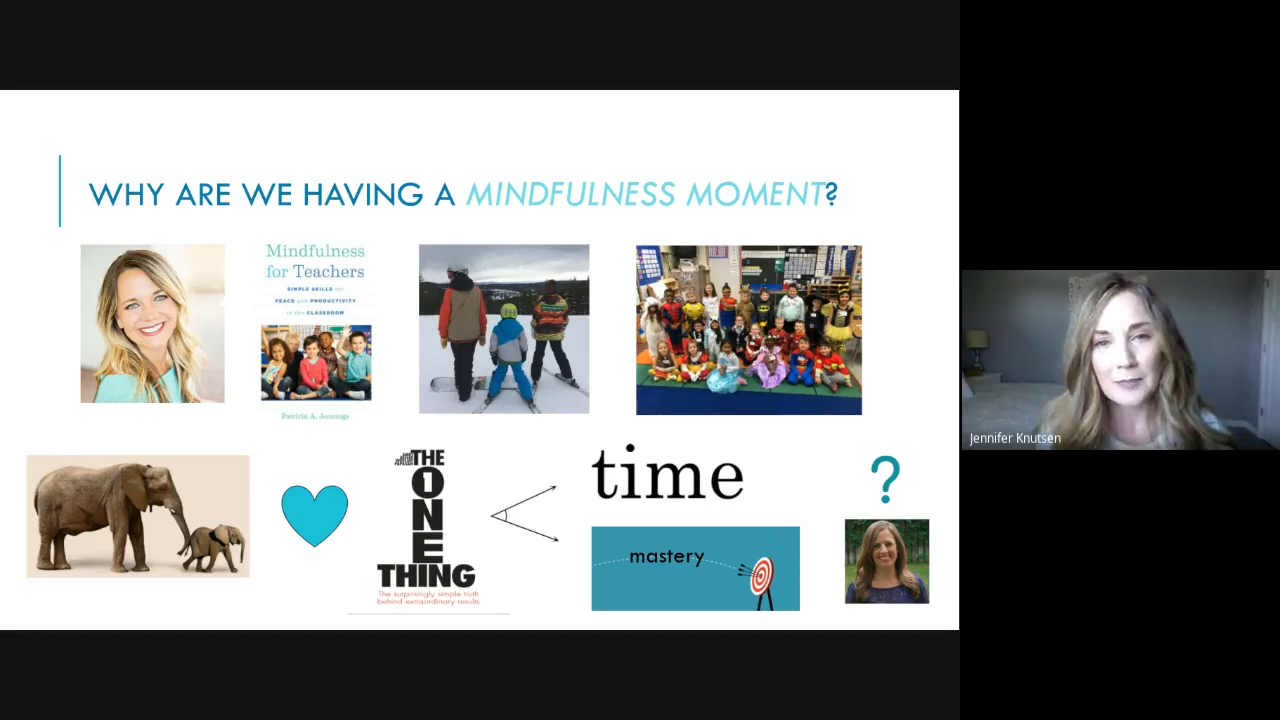 WHY ARE WE HAVING A MINDFULNESS MOMENT?
Mindfulness
for Teachers
SIMPLE SKILLS for
PEACE and PRODUCTIVITY
in the CLASSROOM
Patricia A. Jennings
THE
ONE
THING
The surprisingly simple truth
behind extraordinary results
time
mastery
?
Jennifer Knutsen